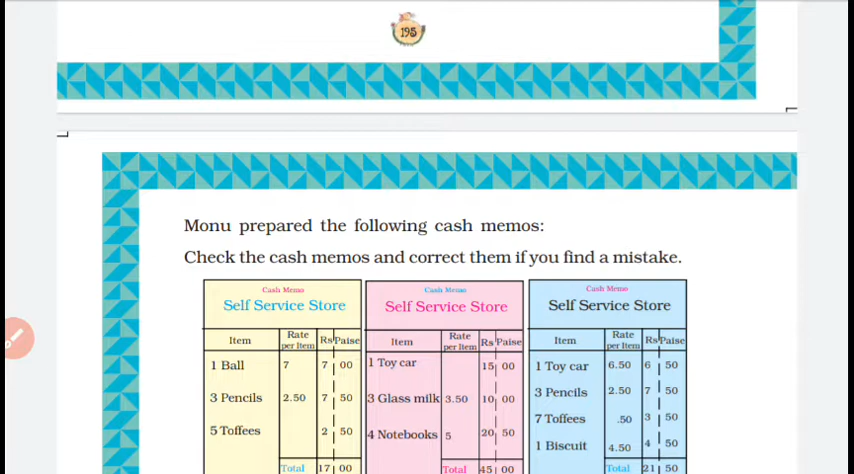 195
Monu prepared the following cash memos:
Check the cash memos and correct them if you find a mistake.
Cash Memo
Self Service Store
Item Rate per Item Rs Paise
1 Ball 7 7 00
3 Pencils 2.50 7 50
5 Toffees 2 50
Total 17 00
Cash Memo
Self Service Store
Item Rate per Item Rs Paise
1 Toy car 15 00
3 Glass milk 3.50 10 00
4 Notebooks 5 20 50
Total 45 00
Cash Memo
Self Service Store
Item Rate per Item Rs Paise
1 Toy car 6.50 6 50
3 Pencils 2.50 7 50
7 Toffees .50 3 50
1 Biscuit 4.50 4 50
Total 21 50